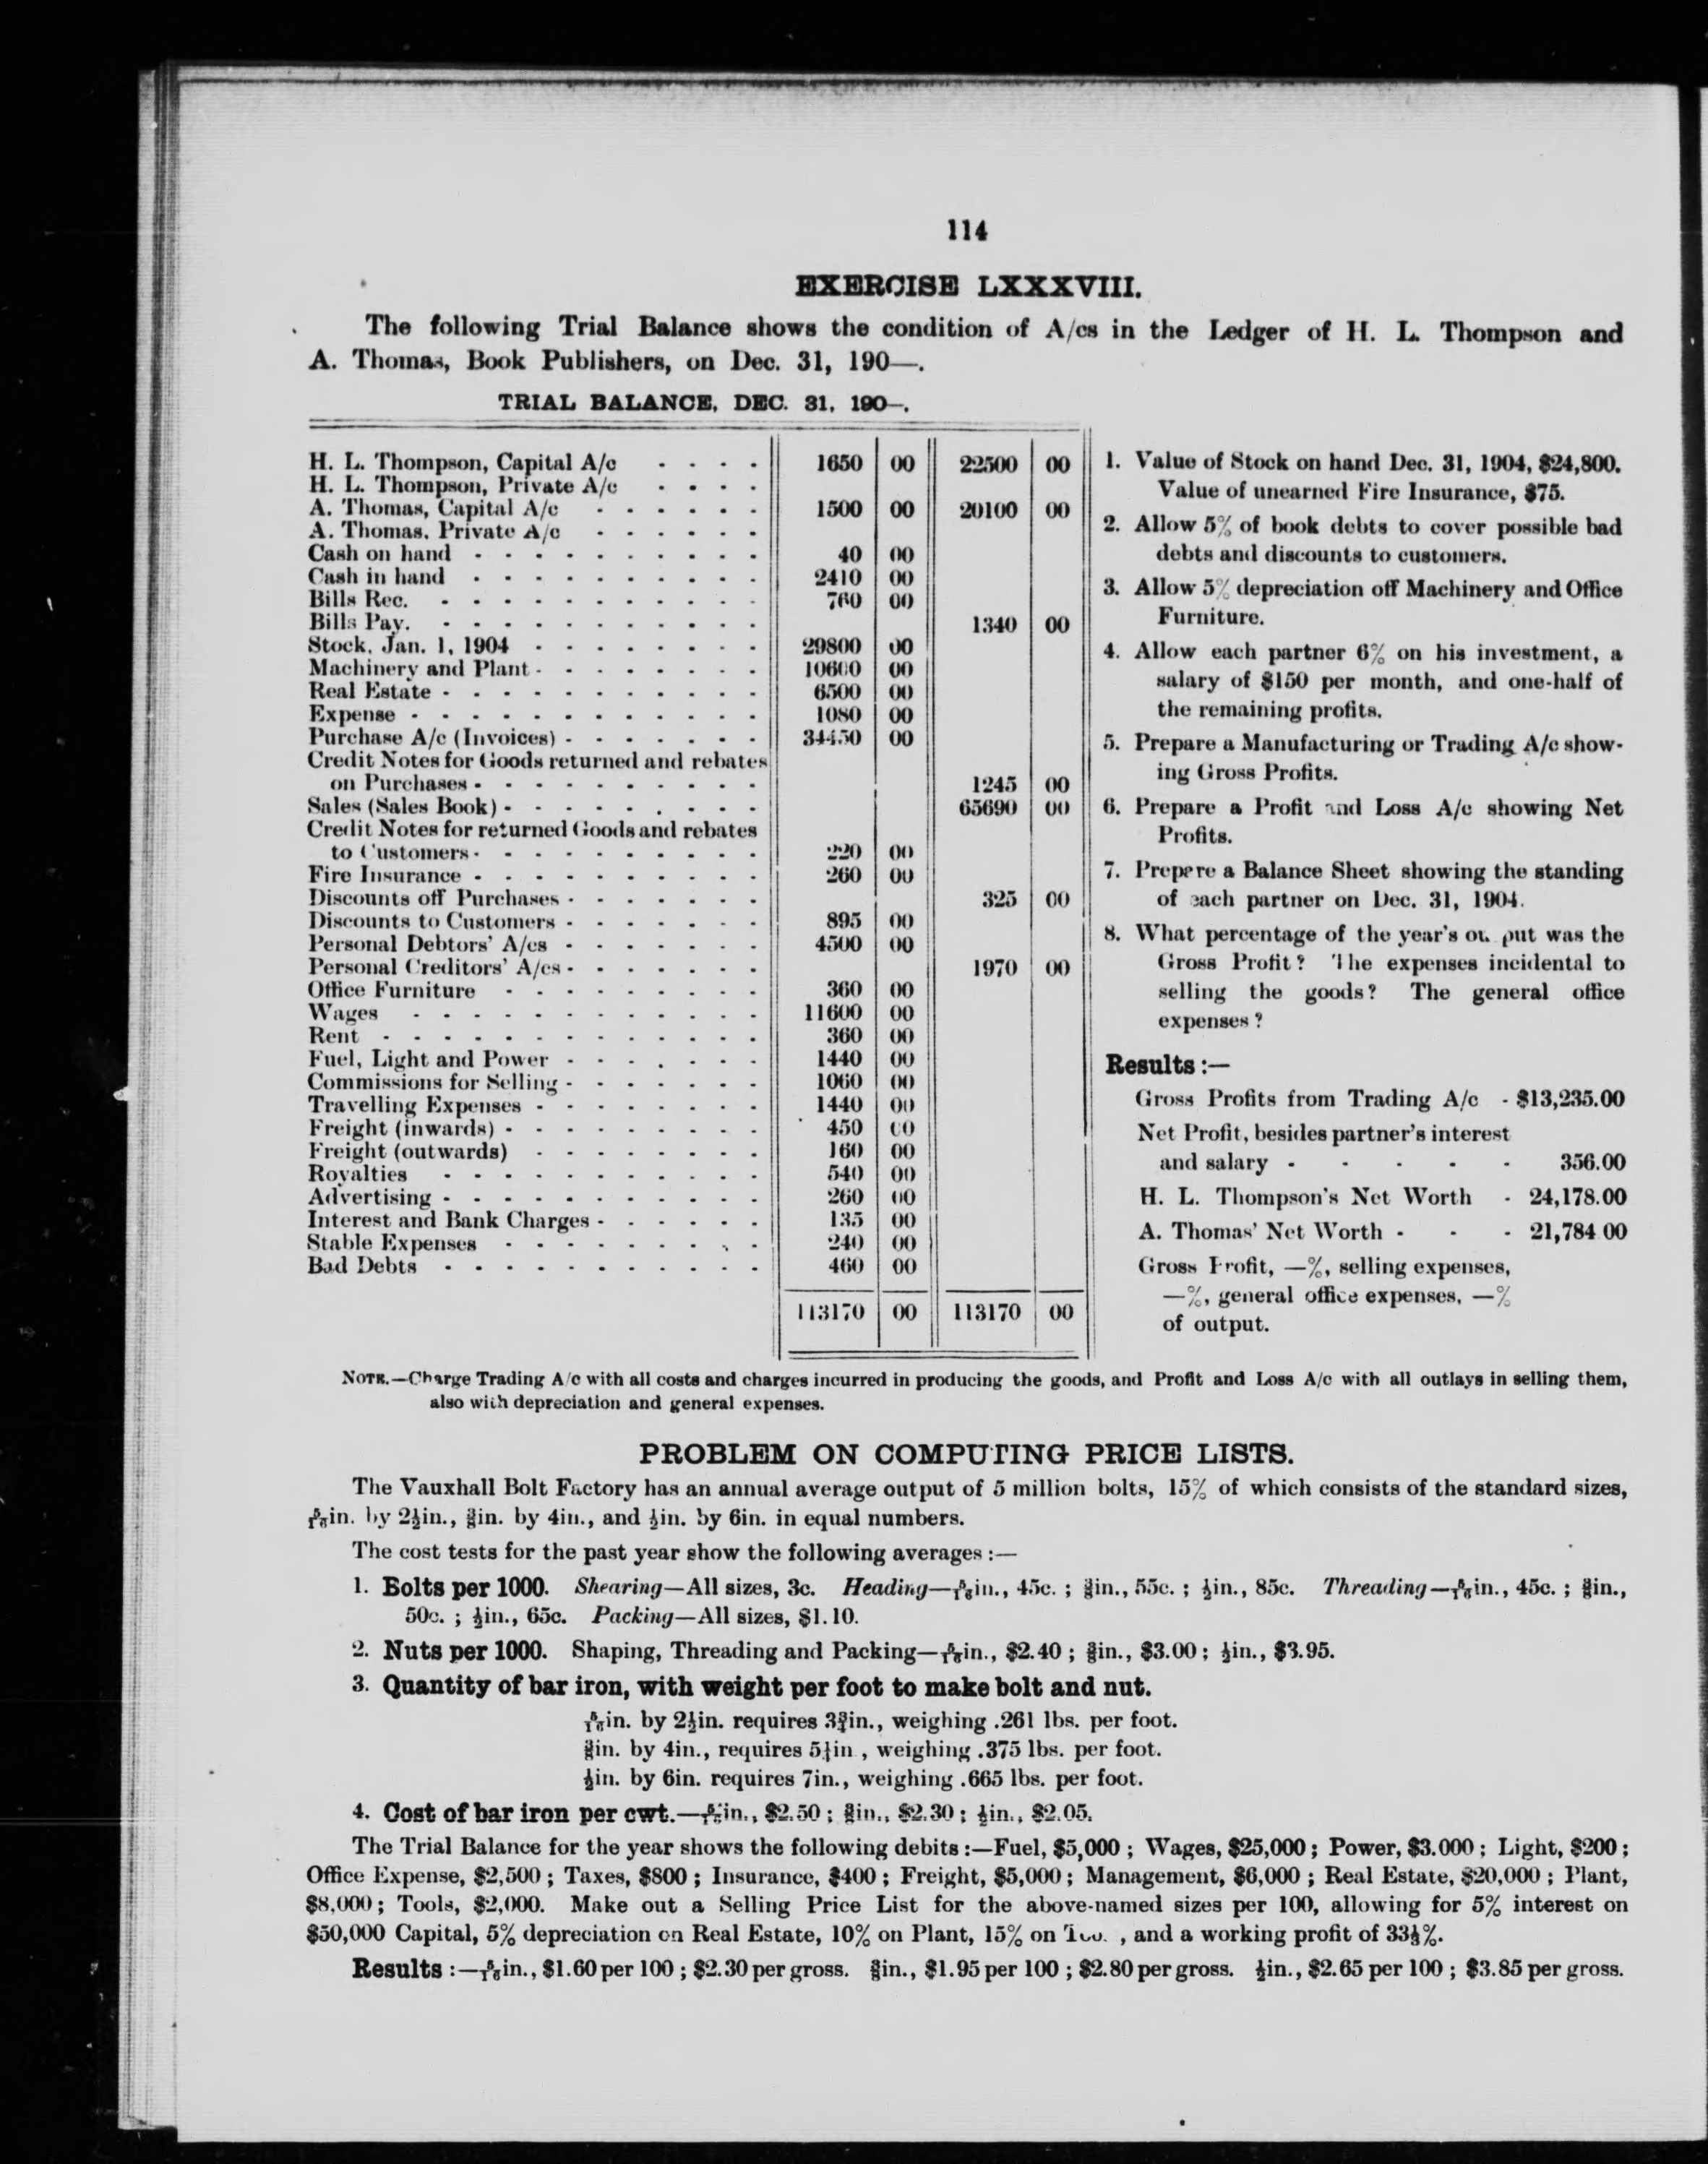 114
EXERCISE LXXXVIII.
The following Trial Balance shows the condition of A/cs in the Ledger of H. L. Thompson and
A. Thomas, Book Publishers, on Dec. 31, 190—.
TRIAL BALANCE, DEC. 31, 190—.
H. L. Thompson, Capital A/c - - - - 1650 00 22500 00
H. L. Thompson, Private A/c - - - -
A. Thomas, Capital A/c - - - - - - 1500 00 20100 00
A. Thomas. Private A/c - - - - - -
Cash on hand - - - - - - - - - - 40 00
Cash in hand - - - - - - - - - - 2410 00
Bills Rec. - - - - - - - - - - - 760 00
Bills Pay. - - - - - - - - - - - 1340 00
Stock, Jan. 1, 1904 - - - - - - - - 29800 00
Machinery and Plant - - - - - - - - 10600 00
Real Estate - - - - - - - - - - - 6500 00
Expense - - - - - - - - - - - - 1080 00
Purchase A/c (Invoices) - - - - - - - 34450 00
Credit Notes for Goods returned and rebates
on Purchases - - - - - - - - - - 1245 00
Sales (Sales Book) - - - - - - - - - 65690 00
Credit Notes for returned Goods and rebates
to Customers - - - - - - - - - - 220 00
Fire Insurance - - - - - - - - - - 260 00
Discounts off Purchases - - - - - - - 325 00
Discounts to Customers - - - - - - - 895 00
Personal Debtors' A/cs - - - - - - - 4500 00
Personal Creditors' A/cs - - - - - - - 1970 00
Office Furniture - - - - - - - - - 360 00
Wages - - - - - - - - - - - - 11600 00
Rent - - - - - - - - - - - - - 360 00
Fuel, Light and Power - - - - - - - 1440 00
Commissions for Selling - - - - - - - 1060 00
Travelling Expenses - - - - - - - - 1440 00
Freight (inwards) - - - - - - - - - 450 00
Freight (outwards) - - - - - - - - 160 00
Royalties - - - - - - - - - - - 540 00
Advertising - - - - - - - - - - - 260 00
Interest and Bank Charges - - - - - - 135 00
Stable Expenses - - - - - - - - - 240 00
Bad Debts - - - - - - - - - - - 460 00
113170 00 113170 00
1. Value of Stock on hand Dec. 31, 1904, $24,800.
Value of unearned Fire Insurance, $75.
2. Allow 5% of book debts to cover possible bad
debts and discounts to customers.
3. Allow 5% depreciation off Machinery and Office
Furniture.
4. Allow each partner 6% on his investment, a
salary of $150 per month, and one-half of
the remaining profits.
5. Prepare a Manufacturing or Trading A/c show-
ing Gross Profits.
6. Prepare a Profit and Loss A/c showing Net
Profits.
7. Prepare a Balance Sheet showing the standing
of each partner on Dec. 31, 1904.
8. What percentage of the year's output was the
Gross Profit? The expenses incidental to
selling the goods? The general office
expenses?
Results :—
Gross Profits from Trading A/c - $13,235.00
Net Profit, besides partner's interest
and salary - - - - - 356.00
H. L. Thompson's Net Worth - 24,178.00
A. Thomas' Net Worth - - - 21,784 00
Gross Profit, —%, selling expenses,
—%, general office expenses, —%
of output.
NOTE.—Charge Trading A/c with all costs and charges incurred in producing the goods, and Profit and Loss A/c with all outlays in selling them,
also with depreciation and general expenses.
PROBLEM ON COMPUTING PRICE LISTS.
The Vauxhall Bolt Factory has an annual average output of 5 million bolts, 15% of which consists of the standard sizes,
5/16in. by 2½in., ⅜in. by 4in., and ½in. by 6in. in equal numbers.
The cost tests for the past year show the following averages :—
1. Bolts per 1000. Shearing—All sizes, 3c. Heading—5/16in., 45c. ; ⅜in., 55c. ; ½in., 85c. Threading—5/16in., 45c. ; ⅜in.,
50c. ; ½in., 65c. Packing—All sizes, $1.10.
2. Nuts per 1000. Shaping, Threading and Packing—5/16in., $2.40 ; ⅜in., $3.00 ; ½in., $3.95.
3. Quantity of bar iron, with weight per foot to make bolt and nut.
5/16in. by 2½in. requires 3¾in., weighing .261 lbs. per foot.
⅜in. by 4in., requires 5¼in , weighing .375 lbs. per foot.
½in. by 6in. requires 7in., weighing .665 lbs. per foot.
4. Cost of bar iron per cwt.—5/16in., $2.50 ; ⅜in., $2.30 ; ½in., $2.05.
The Trial Balance for the year shows the following debits :—Fuel, $5,000 ; Wages, $25,000 ; Power, $3.000 ; Light, $200 ;
Office Expense, $2,500 ; Taxes, $800 ; Insurance, $400 ; Freight, $5,000 ; Management, $6,000 ; Real Estate, $20,000 ; Plant,
$8,000 ; Tools, $2,000. Make out a Selling Price List for the above-named sizes per 100, allowing for 5% interest on
$50,000 Capital, 5% depreciation on Real Estate, 10% on Plant, 15% on , and a working profit of 33⅓%.
Results :—5/16in., $1.60 per 100 ; $2.30 per gross. ⅜in., $1.95 per 100 ; $2.80 per gross. ½in., $2.65 per 100 ; $3.85 per gross.